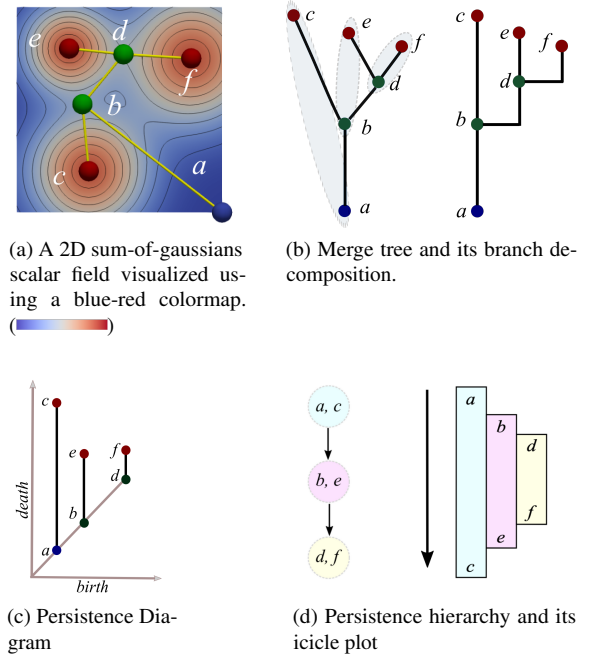 e
d
f
b
a
c
c
e
f
d
b
a
c
e
f
d
b
a
(a) A 2D sum-of-gaussians
scalar field visualized us-
ing a blue-red colormap.
( )
(b) Merge tree and its branch de-
composition.
death
c
e
f
d
b
a
birth
(c) Persistence Dia-
gram
a, c
b, e
d, f
a
b
d
f
e
c
(d) Persistence hierarchy and its
icicle plot